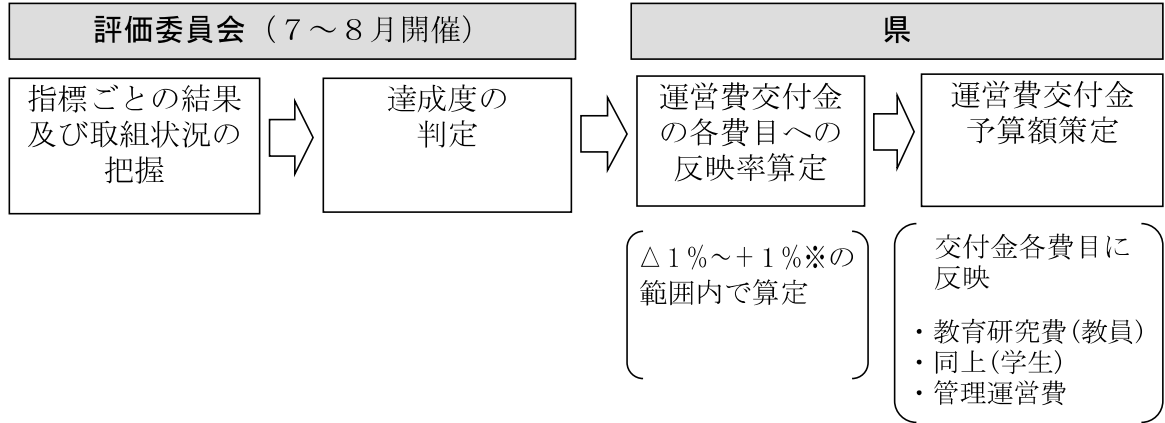 評価委員会（７～８月開催）
県
指標ごとの結果
及び取組状況の
把握
達成度の
判定
運営費交付金
の各費目への
反映率算定
運営費交付金
予算額策定
△１％～＋１％※の
範囲内で算定
交付金各費目に
反映
・教育研究費(教員)
・同上(学生)
・管理運営費